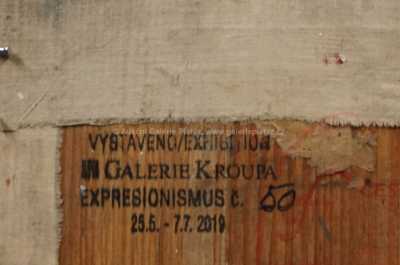 VYSTAVENO/EXHIBITION
GALERIE KROUPA
EXPRESIONISMUS č. 50
25.5. - 7.7. 2019